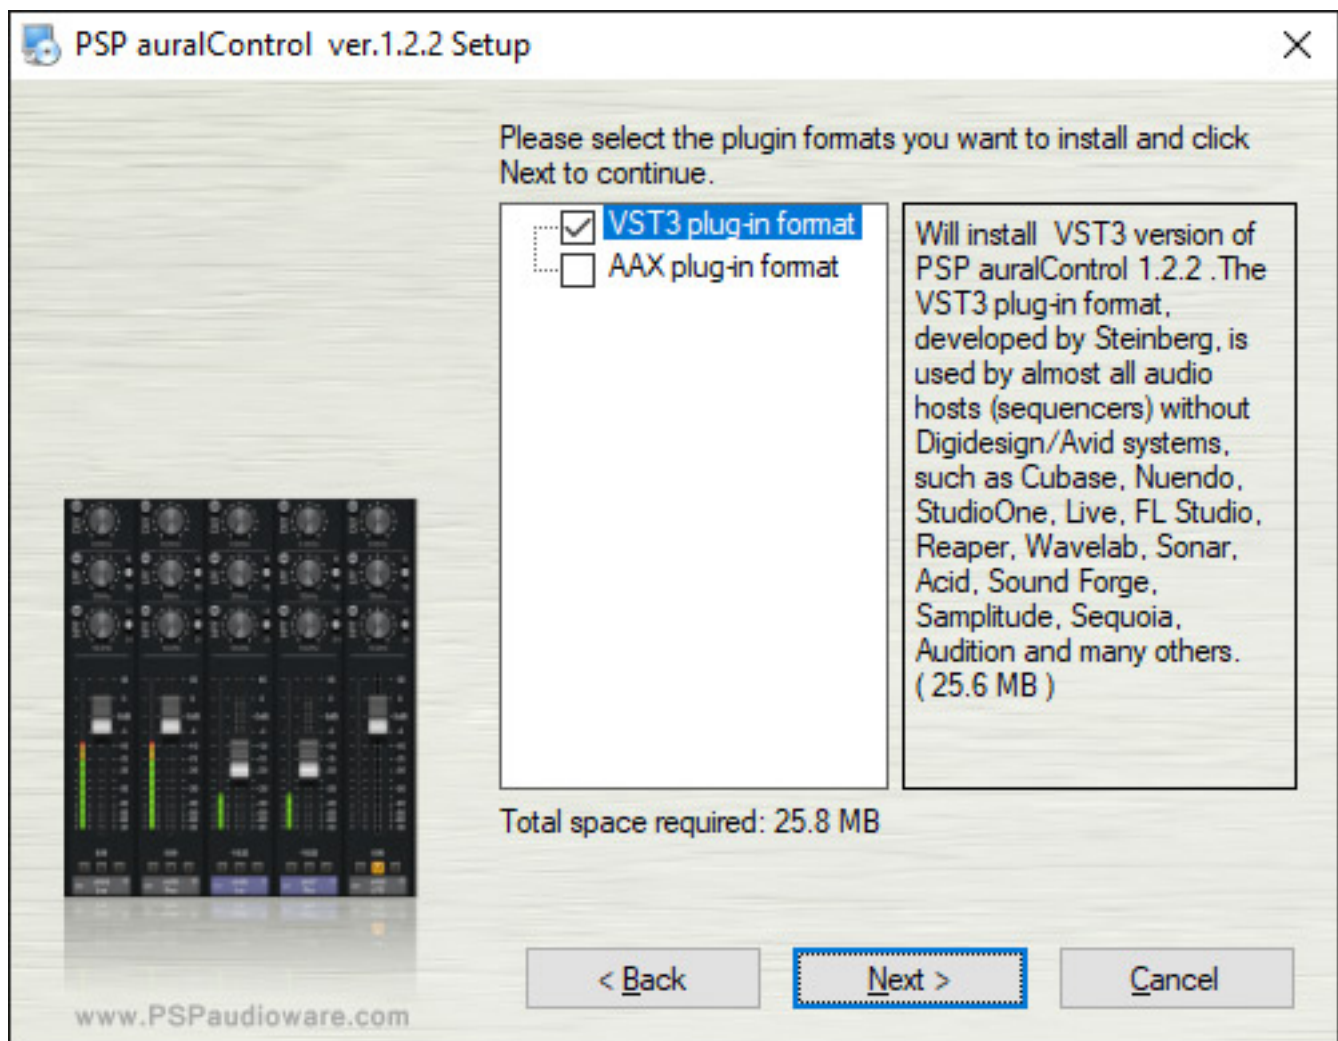 PSP auralControl ver.1.2.2 Setup
Please select the plugin formats you want to install and click
Next to continue.
VST3 plug-in format
AAX plug-in format
Will install VST3 version of
PSP auralControl 1.2.2 .The
VST3 plug-in format,
developed by Steinberg, is
used by almost all audio
hosts (sequencers) without
Digidesign/Avid systems,
such as Cubase, Nuendo,
StudioOne, Live, FL Studio,
Reaper, Wavelab, Sonar,
Acid, Sound Forge,
Samplitude, Sequoia,
Audition and many others.
( 25.6 MB )
Total space required: 25.8 MB
< Back
Next >
Cancel
www.PSPaudioware.com